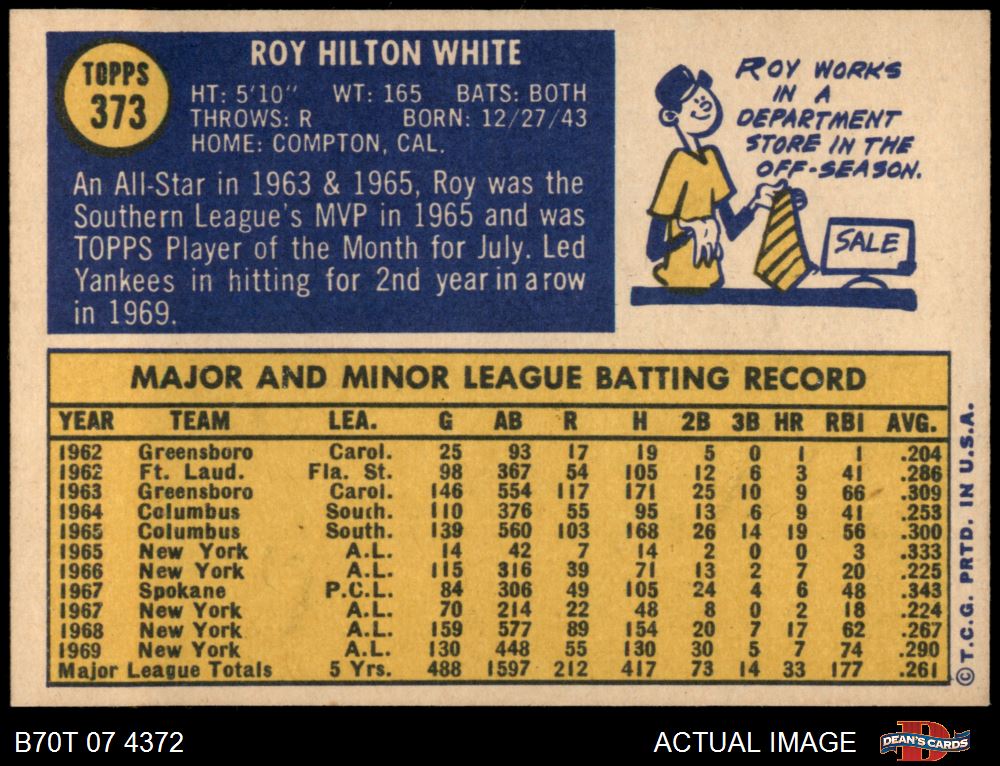 TOPPS
373
ROY HILTON WHITE
HT: 5'10" WT: 165 BATS: BOTH
THROWS: R BORN: 12/27/43
HOME: COMPTON, CAL.
An All-Star in 1963 & 1965, Roy was the
Southern League's MVP in 1965 and was
TOPPS Player of the Month for July. Led
Yankees in hitting for 2nd year in a row
in 1969.
ROY WORKS
IN A
DEPARTMENT
STORE IN THE
OFF-SEASON.
SALE
MAJOR AND MINOR LEAGUE BATTING RECORD
YEAR TEAM LEA. G AB R H 2B 3B HR RBI AVG.
1962 Greensboro Carol. 25 93 17 19 5 0 1 1 .204
1962 Ft. Laud. Fla. St. 98 367 54 105 12 6 3 41 .286
1963 Greensboro Carol. 146 554 117 171 25 10 9 66 .309
1964 Columbus South. 110 376 55 95 13 6 9 41 .253
1965 Columbus South. 139 560 103 168 26 14 19 56 .300
1965 New York A.L. 14 42 7 14 2 0 0 3 .333
1966 New York A.L. 115 316 39 71 13 2 7 20 .225
1967 Spokane P.C.L. 84 306 49 105 24 4 6 48 .343
1967 New York A.L. 70 214 22 48 8 0 2 18 .224
1968 New York A.L. 159 577 89 154 20 7 17 62 .267
1969 New York A.L. 130 448 55 130 30 5 7 74 .290
Major League Totals 5 Yrs. 488 1597 212 417 73 14 33 177 .261
© T.C.G. PRTD. IN U.S.A.
B70T 07 4372
ACTUAL IMAGE
D
DEAN'S CARDS